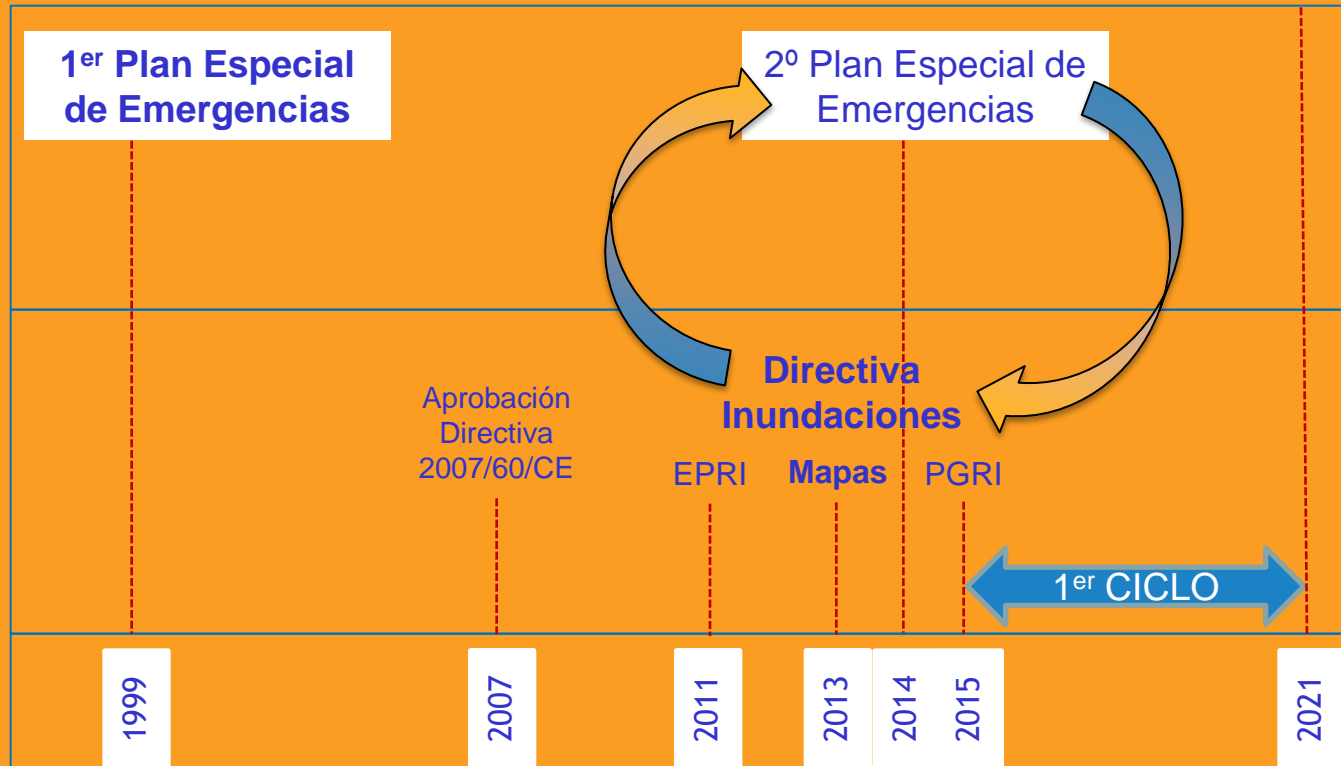 1er Plan Especial
de Emergencias
2º Plan Especial de
Emergencias
Directiva
Inundaciones
Aprobación
Directiva
2007/60/CE
EPRI
Mapas
PGRI
1er CICLO
1999
2007
2011
2013
2014
2015
2021